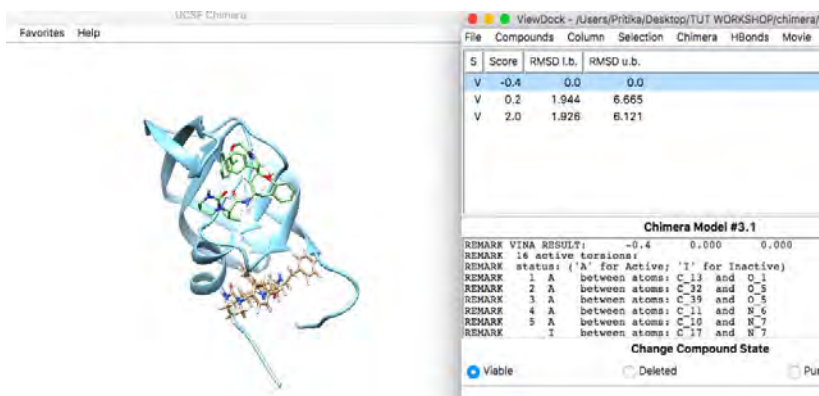 UCSF Chimera
Favorites Help
ViewDock - /Users/Pritika/Desktop/TUT WORKSHOP/chimera/
File Compounds Column Selection Chimera HBonds Movie
S Score RMSD l.b. RMSD u.b.
V -0.4 0.0 0.0
V 0.2 1.944 6.665
V 2.0 1.926 6.121
Chimera Model #3.1
REMARK VINA RESULT: -0.4 0.000 0.000
REMARK 16 active torsions:
REMARK status: ('A' for Active; 'I' for Inactive)
REMARK 1 A between atoms: C_13 and O_1
REMARK 2 A between atoms: C_32 and O_5
REMARK 3 A between atoms: C_39 and O_5
REMARK 4 A between atoms: C_11 and N_6
REMARK 5 A between atoms: C_10 and N_7
REMARK I between atoms: C_17 and N_7
Change Compound State
Viable Deleted Pur